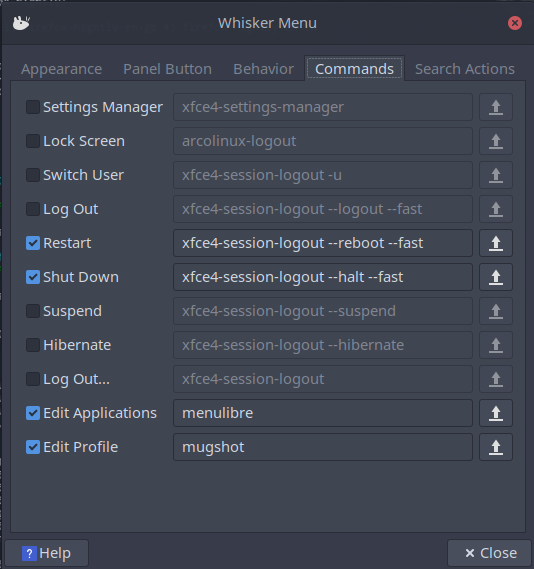 Whisker Menu
Appearance Panel Button Behavior Commands Search Actions
Settings Manager xfce4-settings-manager
Lock Screen arcolinux-logout
Switch User xfce4-session-logout -u
Log Out xfce4-session-logout --logout --fast
Restart xfce4-session-logout --reboot --fast
Shut Down xfce4-session-logout --halt --fast
Suspend xfce4-session-logout --suspend
Hibernate xfce4-session-logout --hibernate
Log Out... xfce4-session-logout
Edit Applications menulibre
Edit Profile mugshot
? Help × Close